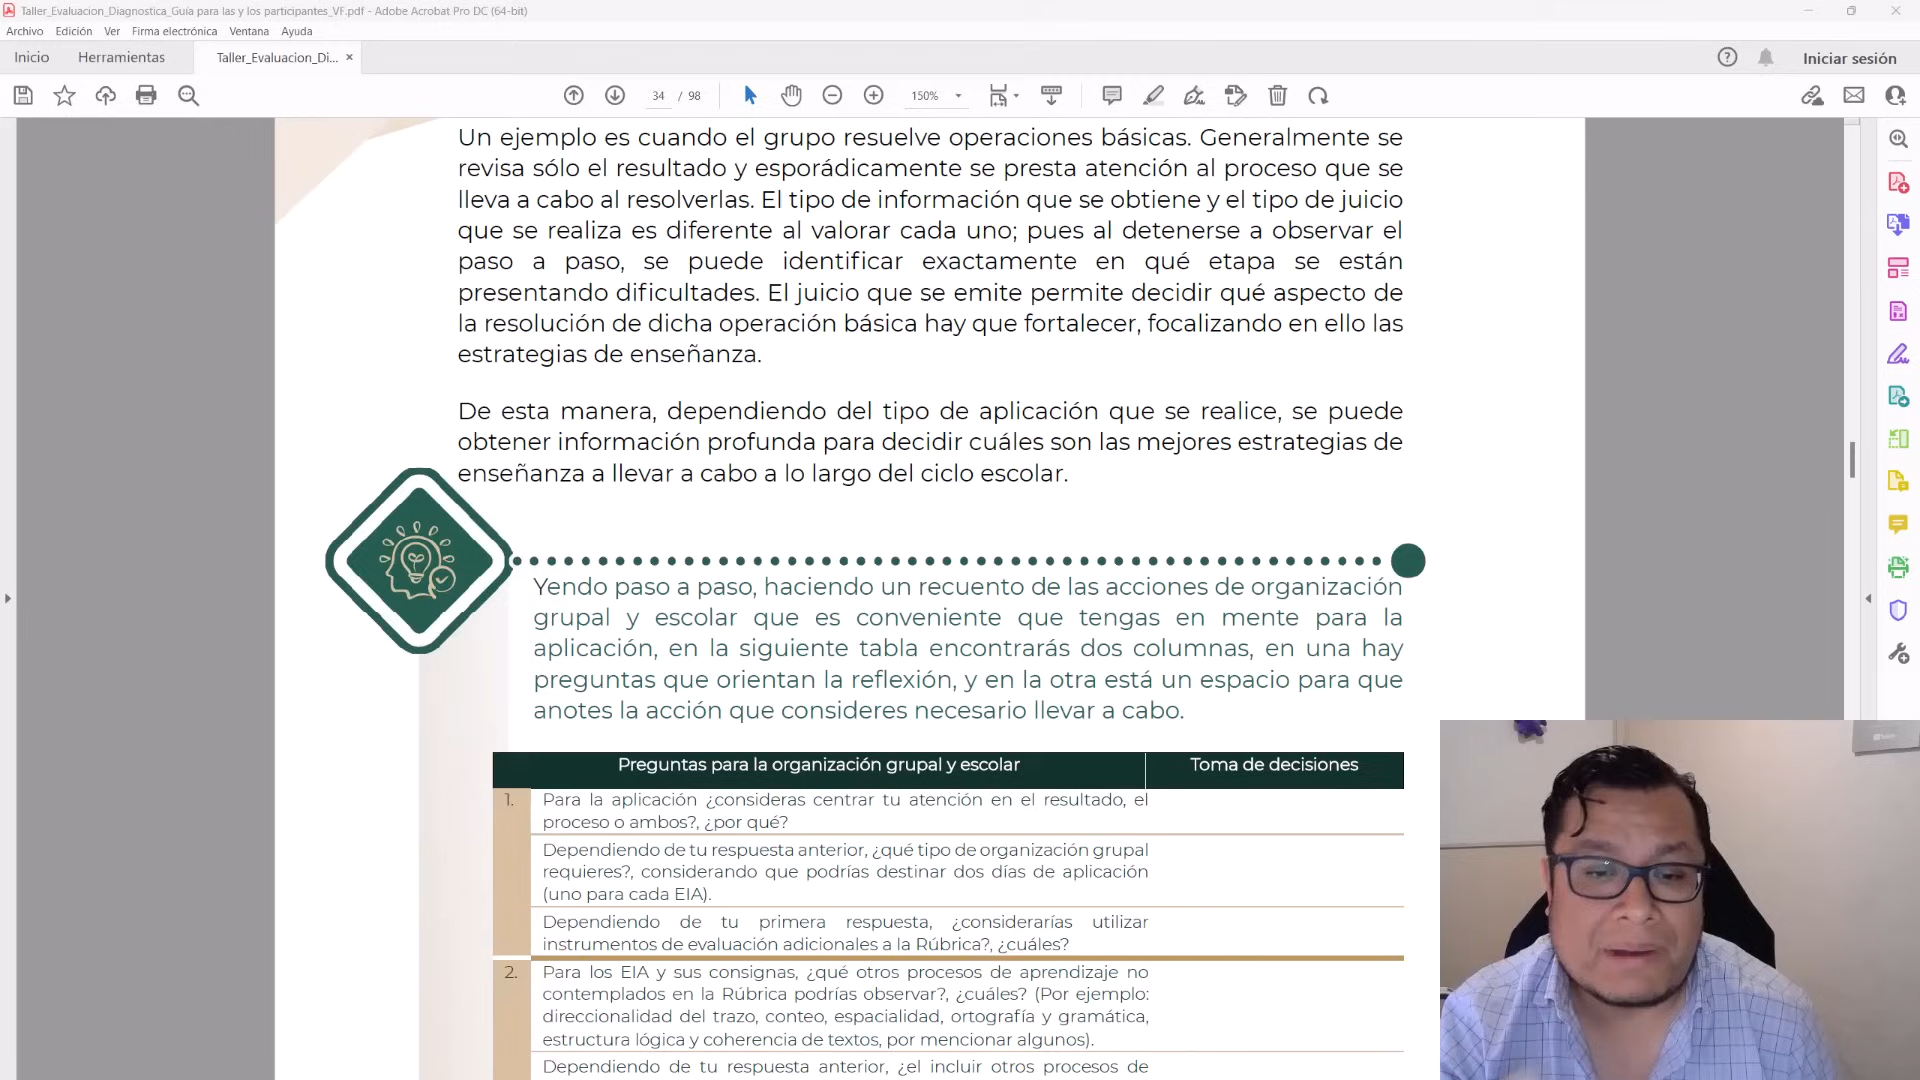 Taller_Evaluacion_Diagnostica_Guía para las y los participantes_VF.pdf - Adobe Acrobat Pro DC (64-bit)
Archivo Edición Ver Firma electrónica Ventana Ayuda
Inicio Herramientas Taller_Evaluacion_Di... × Iniciar sesión
34 / 98 150%
Un ejemplo es cuando el grupo resuelve operaciones básicas. Generalmente se
revisa sólo el resultado y esporádicamente se presta atención al proceso que se
lleva a cabo al resolverlas. El tipo de información que se obtiene y el tipo de juicio
que se realiza es diferente al valorar cada uno; pues al detenerse a observar el
paso a paso, se puede identificar exactamente en qué etapa se están
presentando dificultades. El juicio que se emite permite decidir qué aspecto de
la resolución de dicha operación básica hay que fortalecer, focalizando en ello las
estrategias de enseñanza.
De esta manera, dependiendo del tipo de aplicación que se realice, se puede
obtener información profunda para decidir cuáles son las mejores estrategias de
enseñanza a llevar a cabo a lo largo del ciclo escolar.
Yendo paso a paso, haciendo un recuento de las acciones de organización
grupal y escolar que es conveniente que tengas en mente para la
aplicación, en la siguiente tabla encontrarás dos columnas, en una hay
preguntas que orientan la reflexión, y en la otra está un espacio para que
anotes la acción que consideres necesario llevar a cabo.
Preguntas para la organización grupal y escolar Toma de decisiones
1. Para la aplicación ¿consideras centrar tu atención en el resultado, el
proceso o ambos?, ¿por qué?
Dependiendo de tu respuesta anterior, ¿qué tipo de organización grupal
requieres?, considerando que podrías destinar dos días de aplicación
(uno para cada EIA).
Dependiendo de tu primera respuesta, ¿considerarías utilizar
instrumentos de evaluación adicionales a la Rúbrica?, ¿cuáles?
2. Para los EIA y sus consignas, ¿qué otros procesos de aprendizaje no
contemplados en la Rúbrica podrías observar?, ¿cuáles? (Por ejemplo:
direccionalidad del trazo, conteo, espacialidad, ortografía y gramática,
estructura lógica y coherencia de textos, por mencionar algunos).
Dependiendo de tu respuesta anterior, ¿el incluir otros procesos de